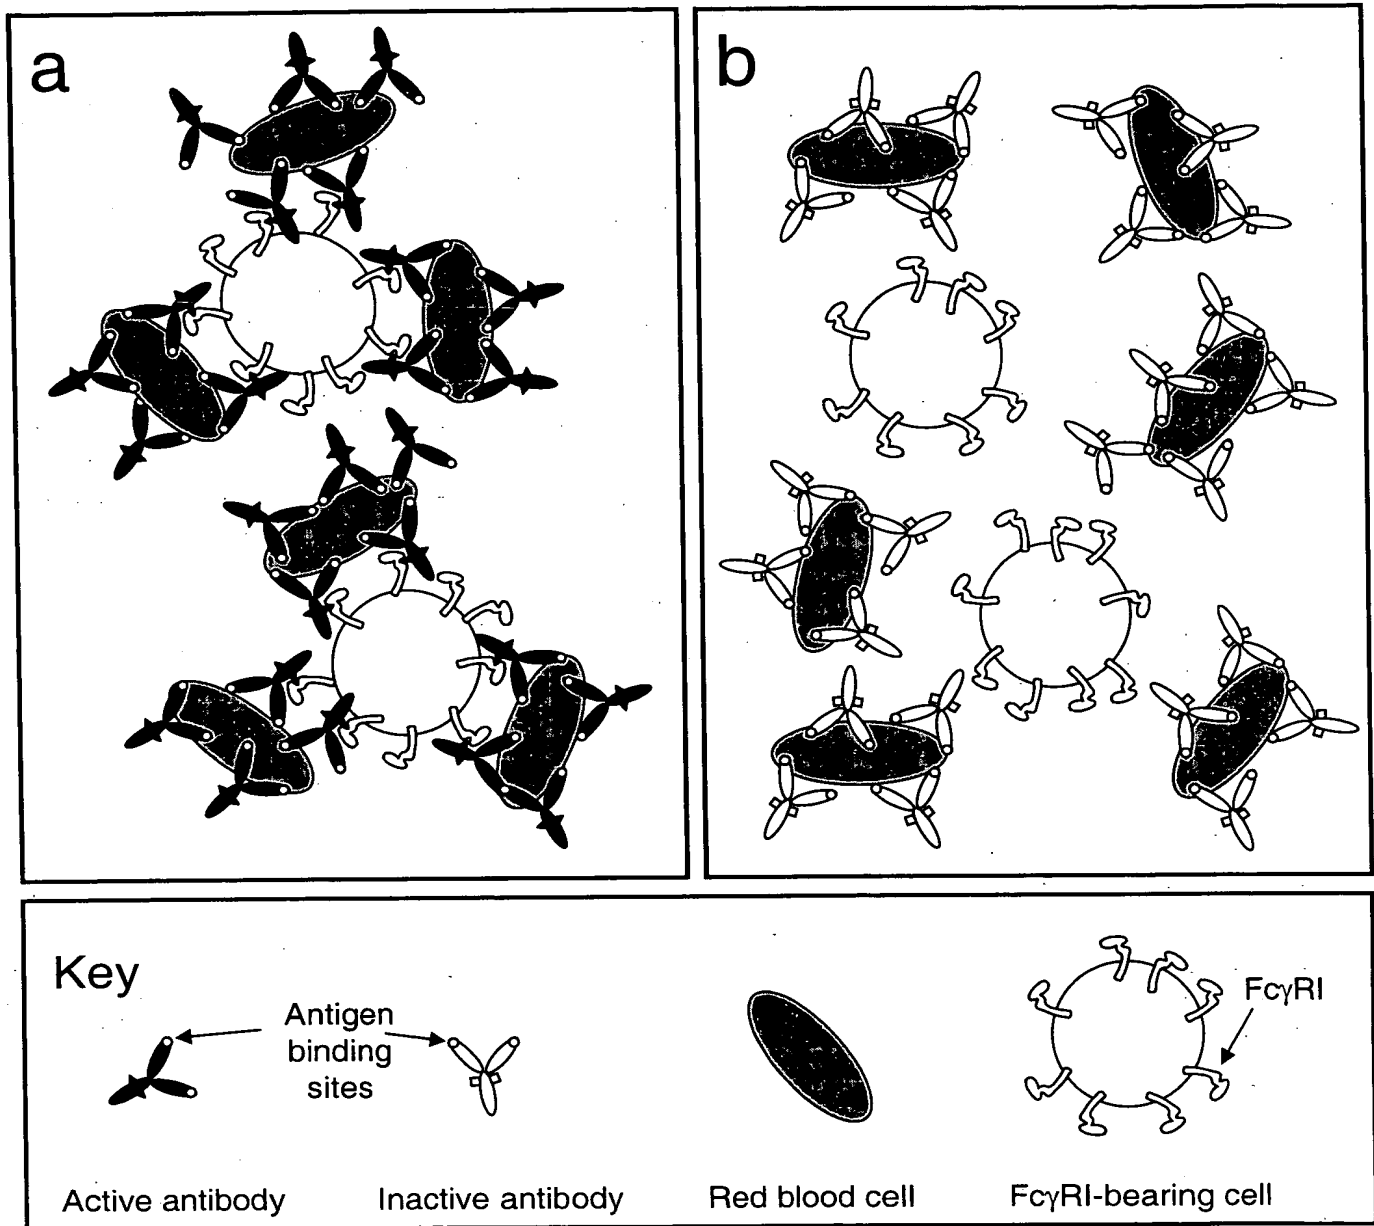 a
b
Key
Antigen
binding
sites
FcγRI
Active antibody
Inactive antibody
Red blood cell
FcγRI-bearing cell